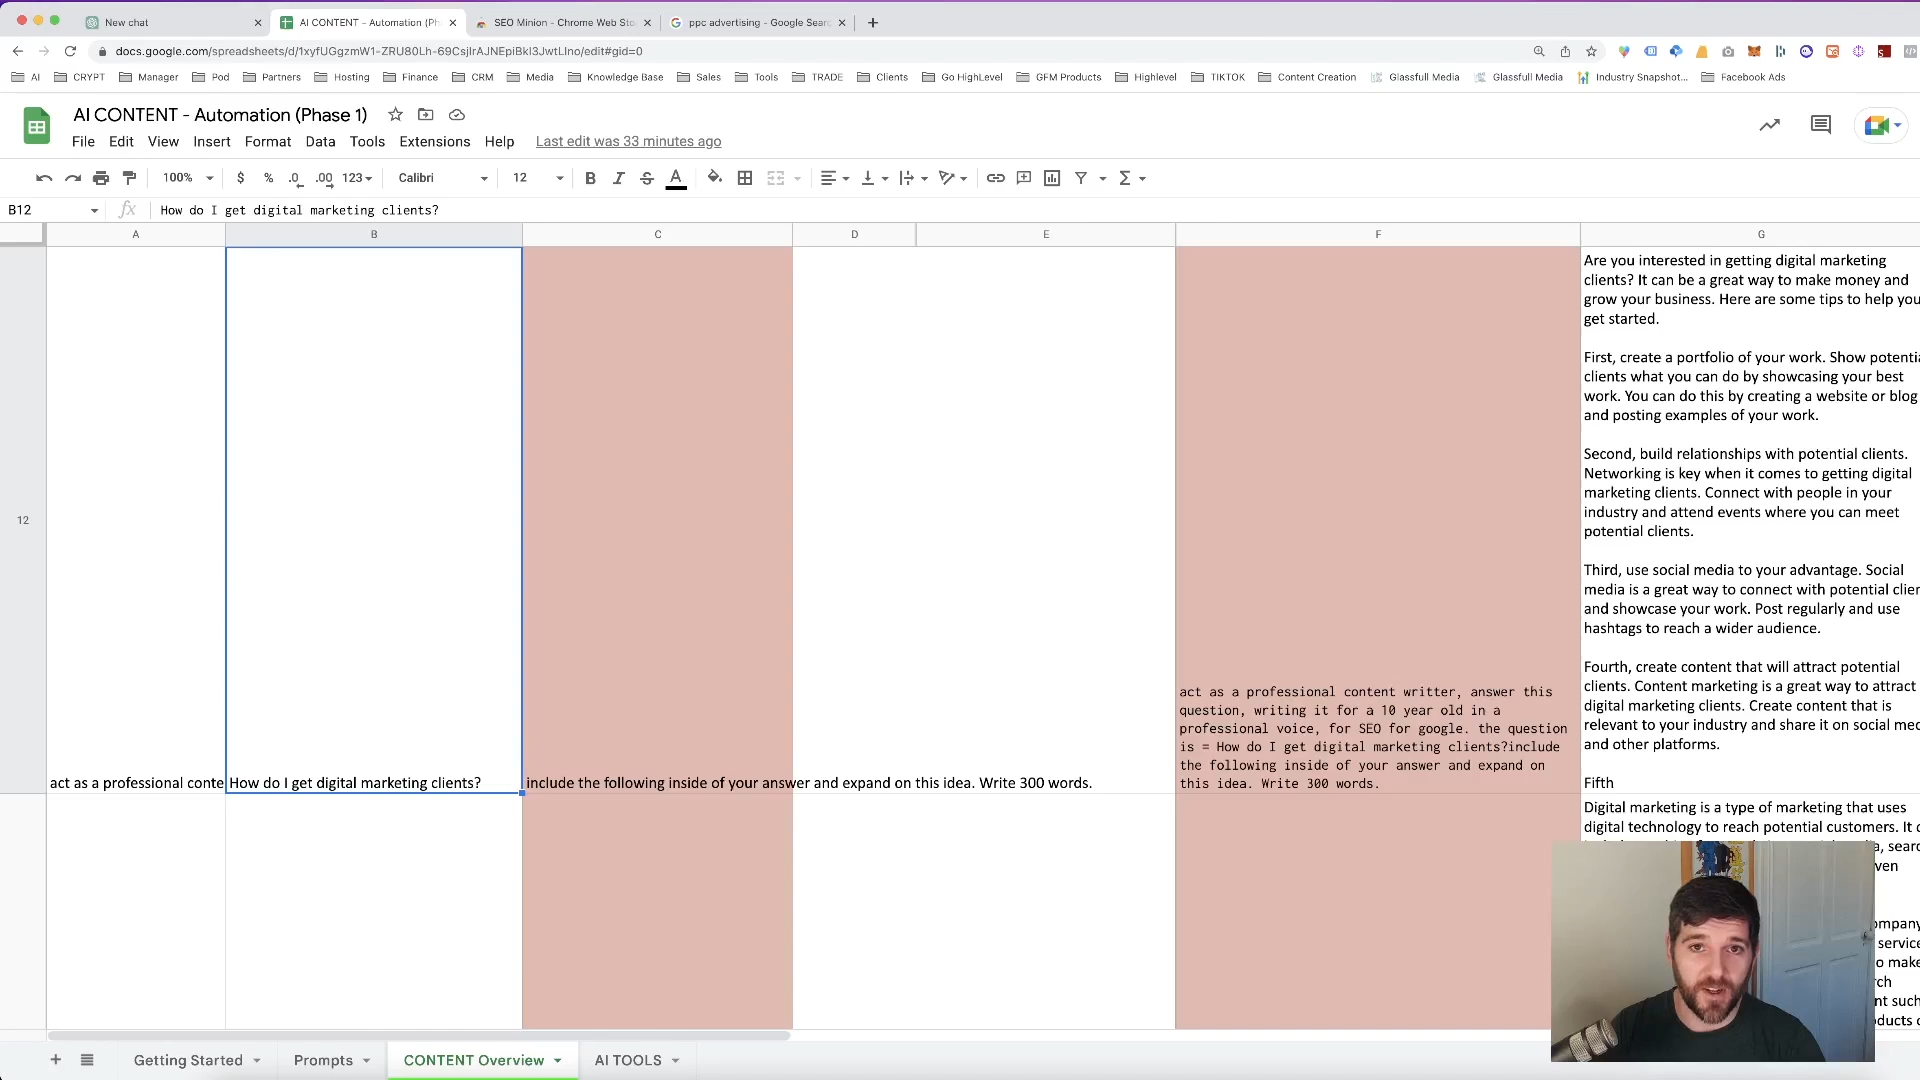 New chat
AI CONTENT - Automation (Ph
SEO Minion - Chrome Web Sto
ppc advertising - Google Sear
docs.google.com/spreadsheets/d/1xyfUGgzmW1-ZRU80Lh-69CsjIrAJNEpiBkI3JwtLIno/edit#gid=0
AI
CRYPT
Manager
Pod
Partners
Hosting
Finance
CRM
Media
Knowledge Base
Sales
Tools
TRADE
Clients
Go HighLevel
GFM Products
Highlevel
TIKTOK
Content Creation
Glassfull Media
Glassfull Media
Industry Snapshot...
Facebook Ads
AI CONTENT - Automation (Phase 1)
File Edit View Insert Format Data Tools Extensions Help Last edit was 33 minutes ago
100% $ % .0 .00 123 Calibri 12 B I S A
B12 fx How do I get digital marketing clients?
A B C D E F G
12
act as a professional conte
How do I get digital marketing clients?
include the following inside of your answer and expand on this idea. Write 300 words.
act as a professional content writter, answer this
question, writing it for a 10 year old in a
professional voice, for SEO for google. the question
is = How do I get digital marketing clients?include
the following inside of your answer and expand on
this idea. Write 300 words.
Are you interested in getting digital marketing
clients? It can be a great way to make money and
grow your business. Here are some tips to help you
get started.
First, create a portfolio of your work. Show potentia
clients what you can do by showcasing your best
work. You can do this by creating a website or blog
and posting examples of your work.
Second, build relationships with potential clients.
Networking is key when it comes to getting digital
marketing clients. Connect with people in your
industry and attend events where you can meet
potential clients.
Third, use social media to your advantage. Social
media is a great way to connect with potential clien
and showcase your work. Post regularly and use
hashtags to reach a wider audience.
Fourth, create content that will attract potential
clients. Content marketing is a great way to attract
digital marketing clients. Create content that is
relevant to your industry and share it on social med
and other platforms.
Fifth
Digital marketing is a type of marketing that uses
digital technology to reach potential customers. It
Getting Started
Prompts
CONTENT Overview
AI TOOLS